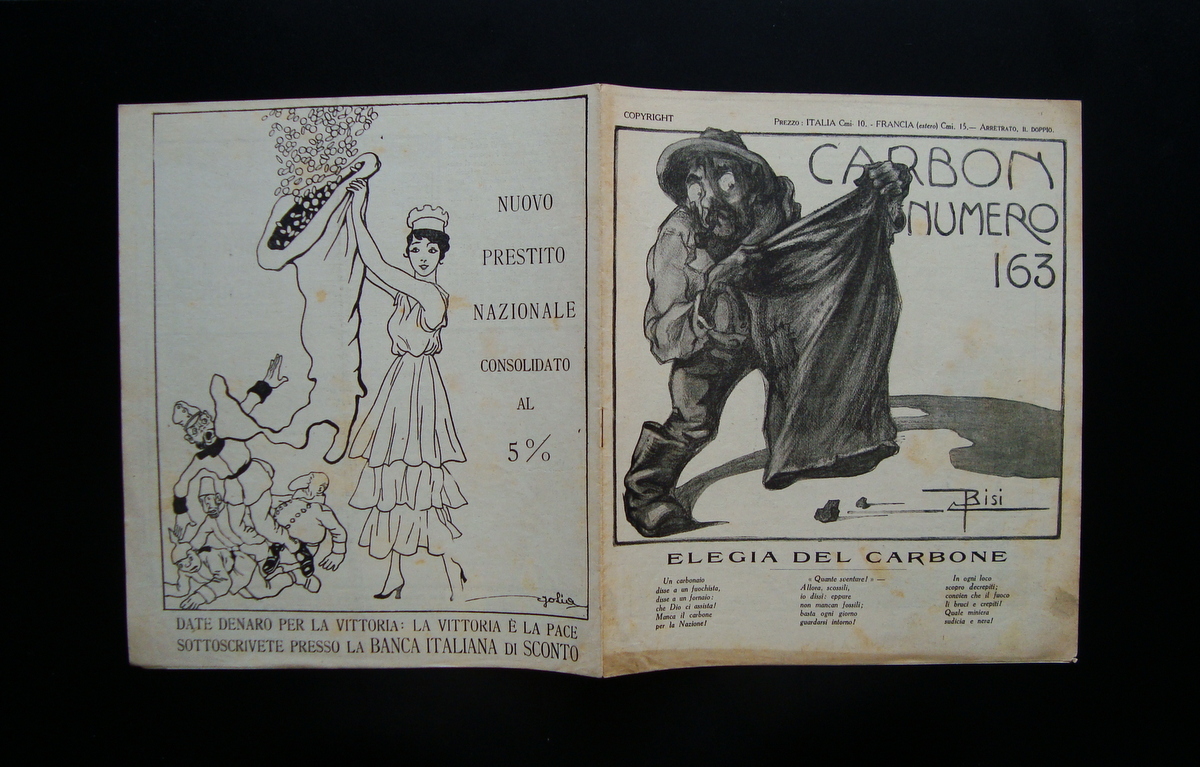 NUOVO
PRESTITO
NAZIONALE
CONSOLIDATO
AL
5%
golia
DATE DENARO PER LA VITTORIA: LA VITTORIA È LA PACE
SOTTOSCRIVETE PRESSO LA BANCA ITALIANA DI SCONTO
COPYRIGHT
PREZZO: ITALIA Cmi 10. - FRANCIA (estero) Cmi. 15.— ARRETRATO, IL DOPPIO.
CARBON
NUMERO
163
Bisi
ELEGIA DEL CARBONE
Un carbonaio
disse a un fuochista,
disse a un fornaio:
che Dio ci assista!
Manca il carbone
per la Nazione!
« Quante sventure! » —
Allora, scossili,
io dissi: eppure
non mancan fossili;
basta ogni giorno
guardarsi intorno!
In ogni loco
scopro decrepiti;
convien che il fuoco
li bruci e crepiti!
Quale miniera
sudicia e nera!